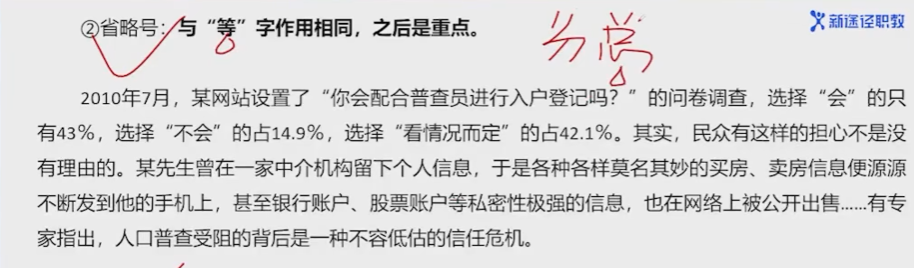 ②省略号：与“等”字作用相同，之后是重点。
分总
新途径职教
2010年7月，某网站设置了“你会配合普查员进行入户登记吗？”的问卷调查，选择“会”的只
有43%，选择“不会”的占14.9%，选择“看情况而定”的占42.1%。其实，民众有这样的担心不是没
有理由的。某先生曾在一家中介机构留下个人信息，于是各种各样莫名其妙的买房、卖房信息便源源
不断发到他的手机上，甚至银行账户、股票账户等私密性极强的信息，也在网络上被公开出售……有专
家指出，人口普查受阻的背后是一种不容低估的信任危机。